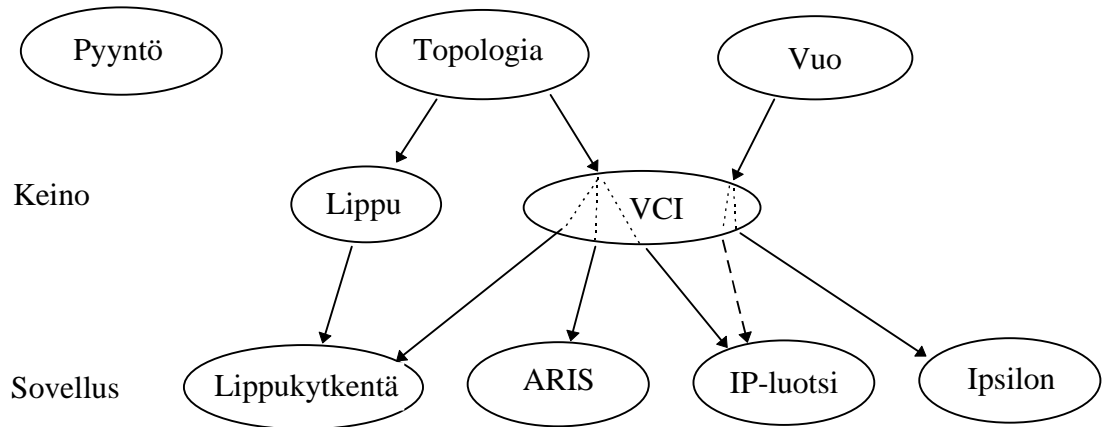 Pyyntö
Topologia
Vuo
Keino
Lippu
VCI
Sovellus
Lippukytkentä
ARIS
IP-luotsi
Ipsilon